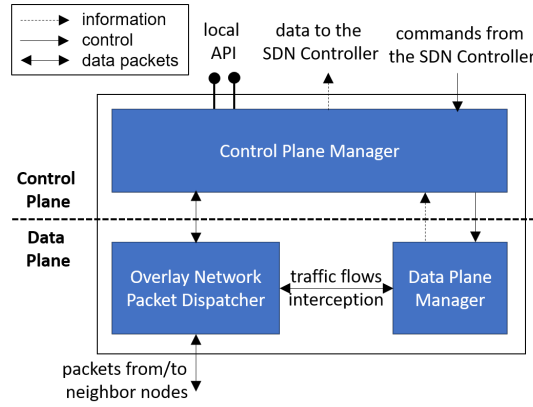 information
control
data packets
local
API
data to the
SDN Controller
commands from
the SDN Controller
Control Plane Manager
Control
Plane
Data
Plane
Overlay Network
Packet Dispatcher
traffic flows
interception
Data Plane
Manager
packets from/to
neighbor nodes